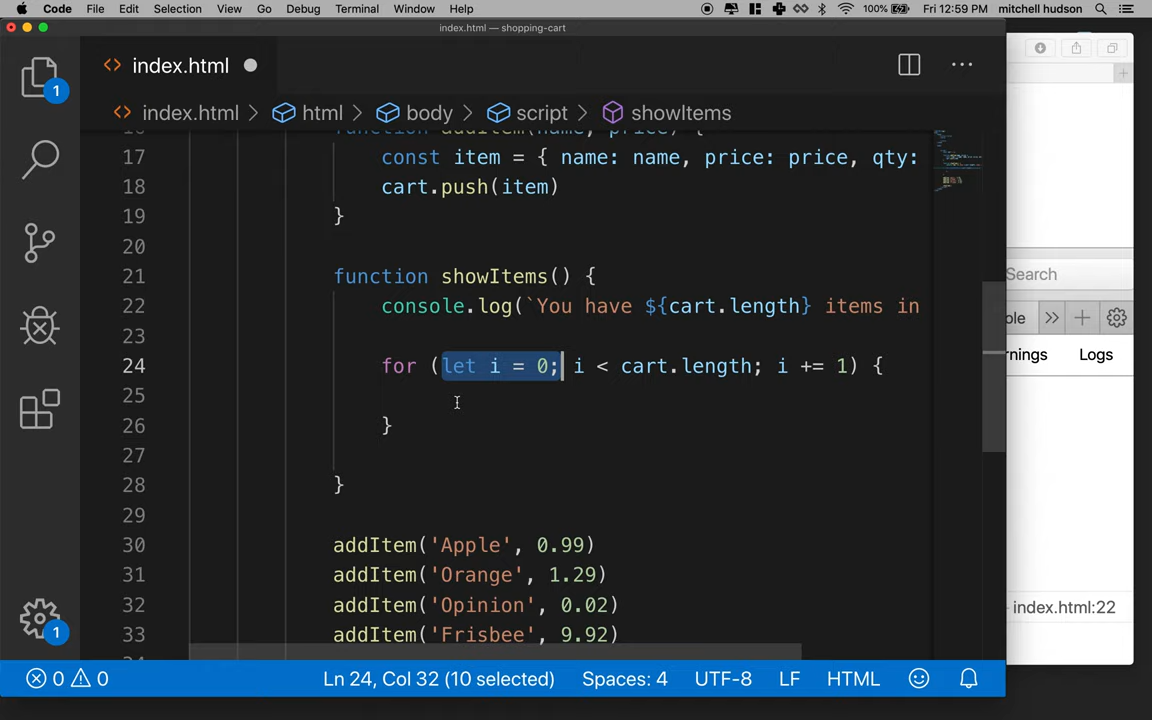 Code File Edit Selection View Go Debug Terminal Window Help 100% Fri 12:59 PM mitchell hudson
index.html — shopping-cart
<> index.html
<> index.html > html > body > script > showItems
1
function addItem(name, price) {
17 const item = { name: name, price: price, qty:
18 cart.push(item)
19 }
20
21 function showItems() {
22 console.log(`You have ${cart.length} items in
23
24 for (let i = 0; i < cart.length; i += 1) {
25
26 }
27
28 }
29
30 addItem('Apple', 0.99)
31 addItem('Orange', 1.29)
32 addItem('Opinion', 0.02)
33 addItem('Frisbee', 9.92)
1
0 0 Ln 24, Col 32 (10 selected) Spaces: 4 UTF-8 LF HTML
Search
Logs
index.html:22